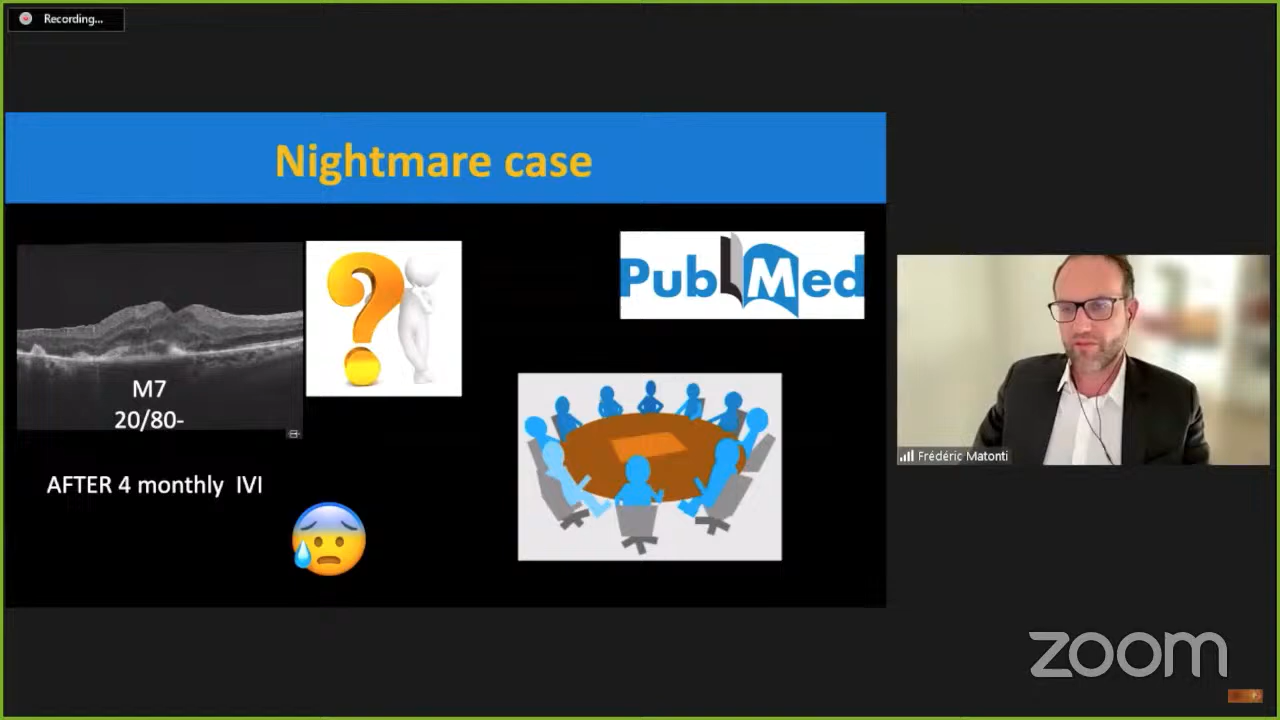 Recording...
Nightmare case
PubMed
M7
20/80-
AFTER 4 monthly IVI
Frédéric Matonti
zoom